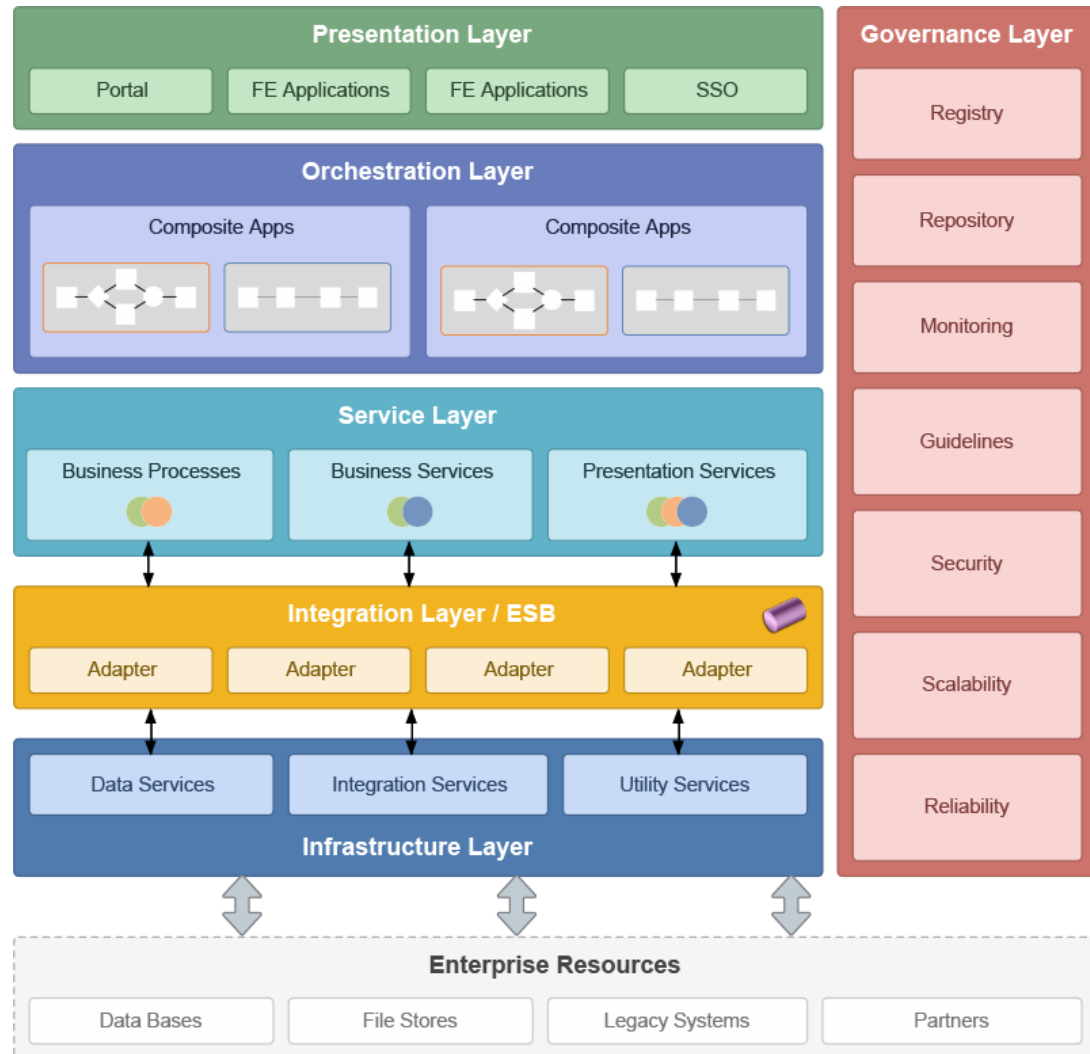 Presentation Layer
Portal
FE Applications
FE Applications
SSO
Orchestration Layer
Composite Apps
Composite Apps
Service Layer
Business Processes
Business Services
Presentation Services
Integration Layer / ESB
Adapter
Adapter
Adapter
Adapter
Data Services
Integration Services
Utility Services
Infrastructure Layer
Governance Layer
Registry
Repository
Monitoring
Guidelines
Security
Scalability
Reliability
Enterprise Resources
Data Bases
File Stores
Legacy Systems
Partners